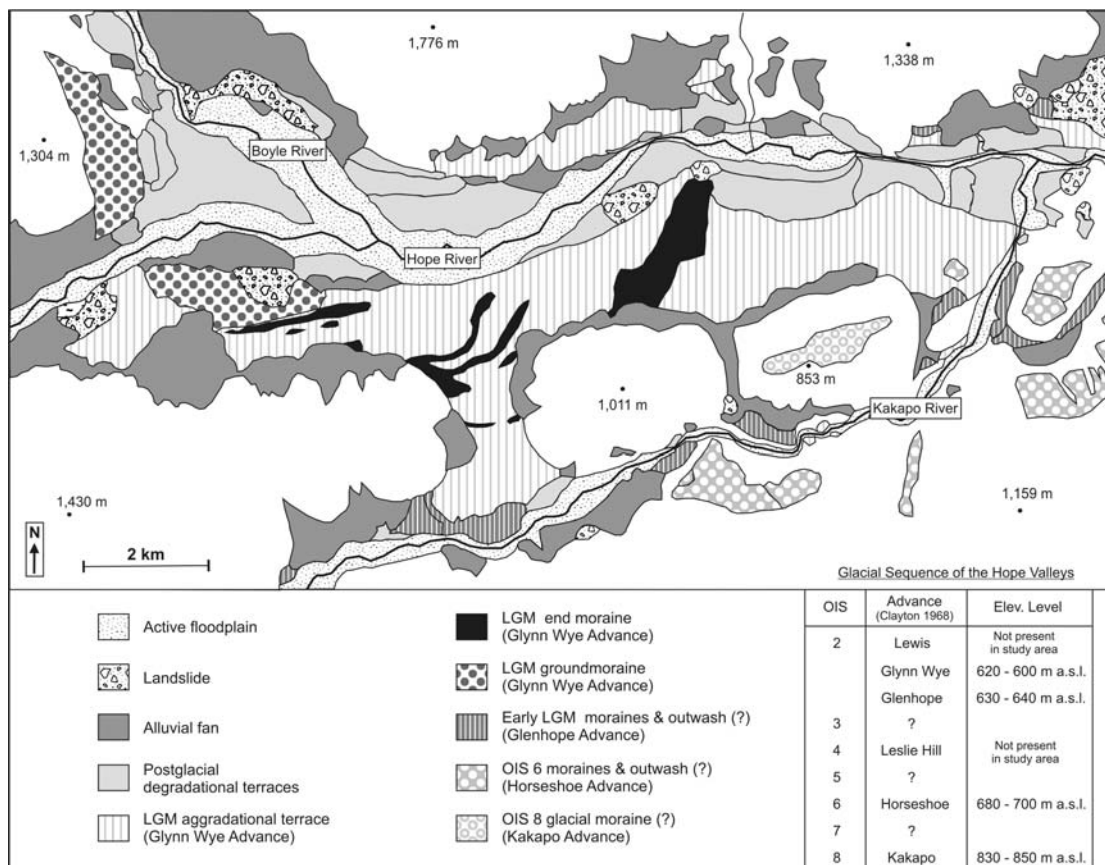 1,776 m
1,338 m
1,304 m
Boyle River
Hope River
853 m
1,011 m
Kakapo River
1,430 m
1,159 m
N
2 km
Glacial Sequence of the Hope Valleys
OIS Advance (Clayton 1968) Elev. Level
2 Lewis Not present in study area
Glynn Wye 620 - 600 m a.s.l.
Glenhope 630 - 640 m a.s.l.
3 ?
4 Leslie Hill Not present in study area
5 ?
6 Horseshoe 680 - 700 m a.s.l.
7 ?
8 Kakapo 830 - 850 m a.s.l.
Active floodplain
Landslide
Alluvial fan
Postglacial
degradational terraces
LGM aggradational terrace
(Glynn Wye Advance)
LGM end moraine
(Glynn Wye Advance)
LGM groundmoraine
(Glynn Wye Advance)
Early LGM moraines & outwash (?)
(Glenhope Advance)
OIS 6 moraines & outwash (?)
(Horseshoe Advance)
OIS 8 glacial moraine (?)
(Kakapo Advance)